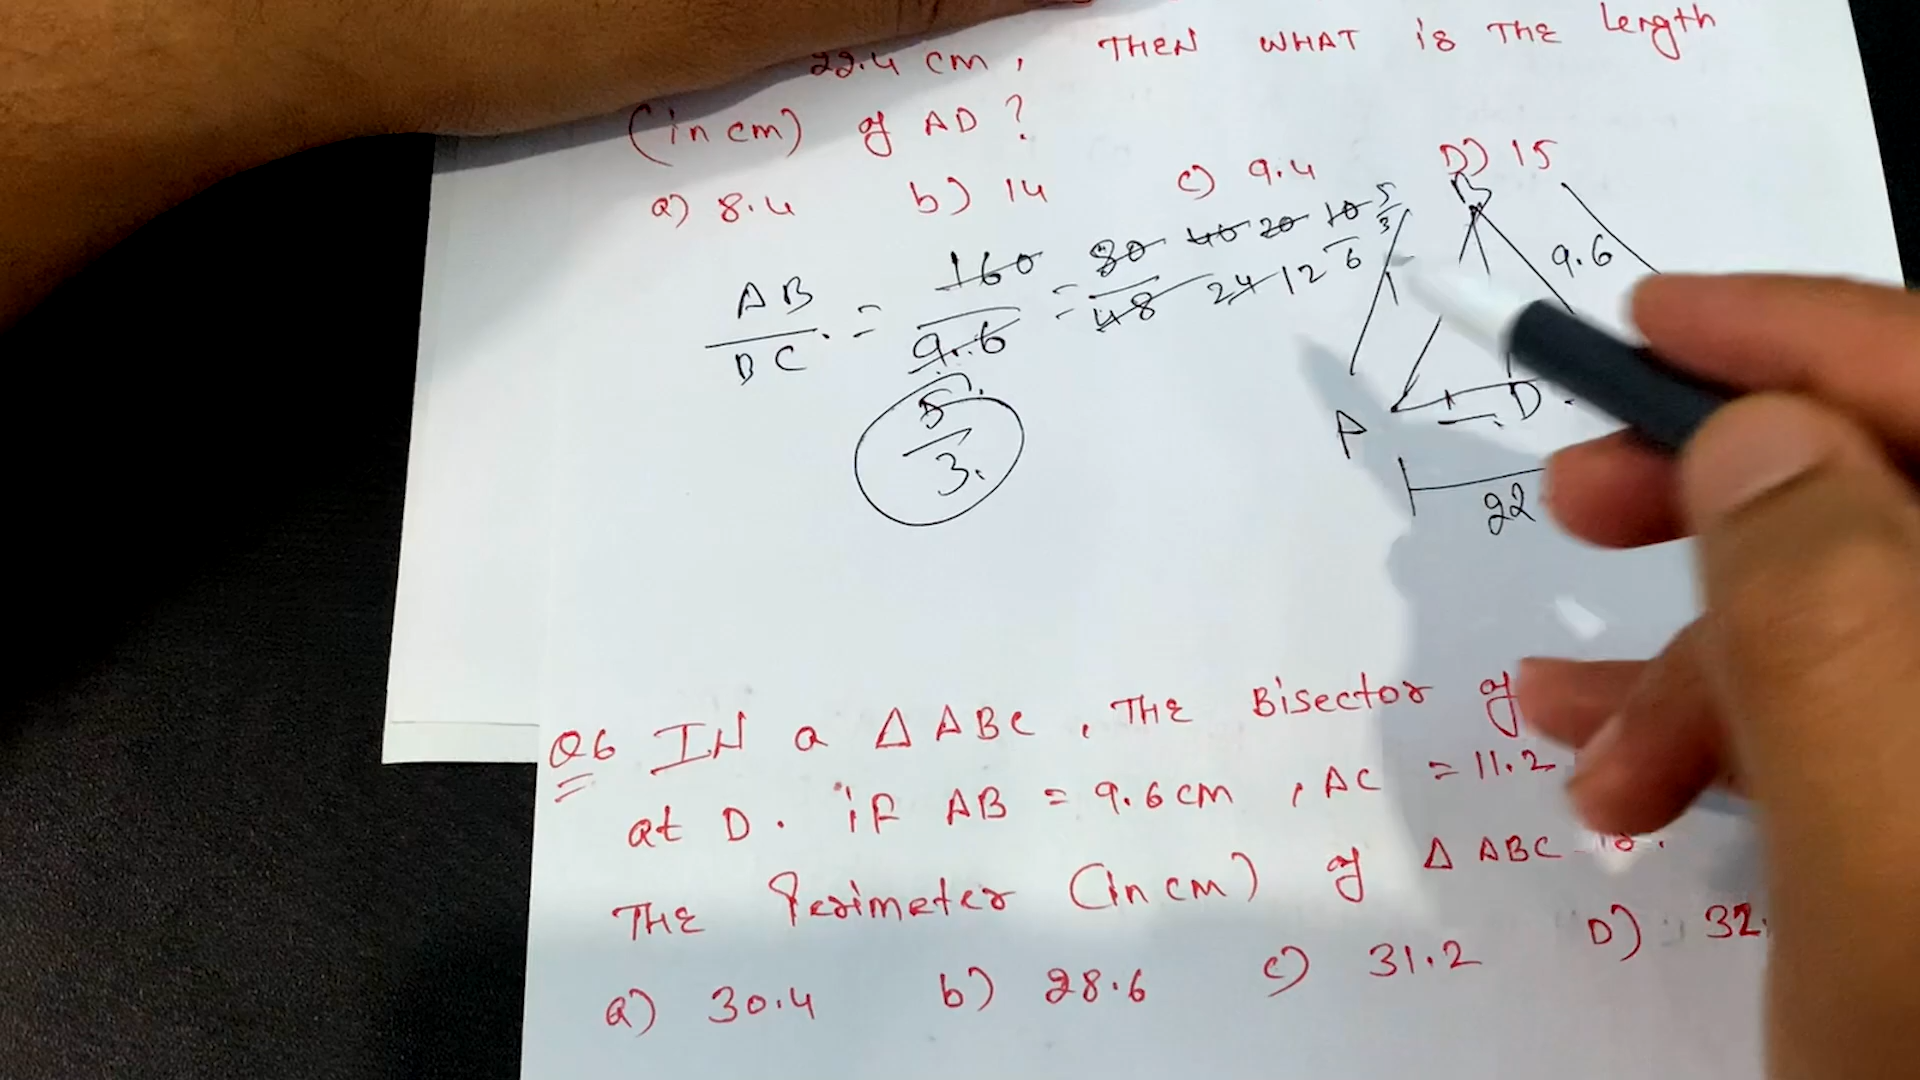 22.4 cm, THEN WHAT is THE Length
(in cm) of AD?
a) 8.4 b) 14 c) 9.4 D) 15
AB/BC. = 160/9.6 = 80/48 40/24 20/12 10/6 5/3
5/3.
B
9.6
A D.
22
Q6 IN a △ ABC, THE Bisector of
at D. if AB = 9.6 cm, AC = 11.2
THE Perimeter (in cm) of △ ABC is.
a) 30.4 b) 28.6 c) 31.2 D) 32.